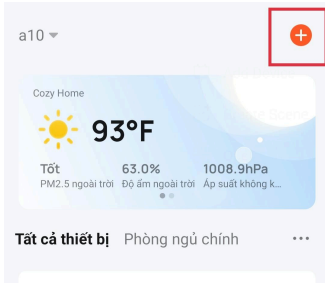 a10
Cozy Home
93°F
Tốt 63.0% 1008.9hPa
PM2.5 ngoài trời Độ ẩm ngoài trời Áp suất không k...
Tất cả thiết bị Phòng ngủ chính